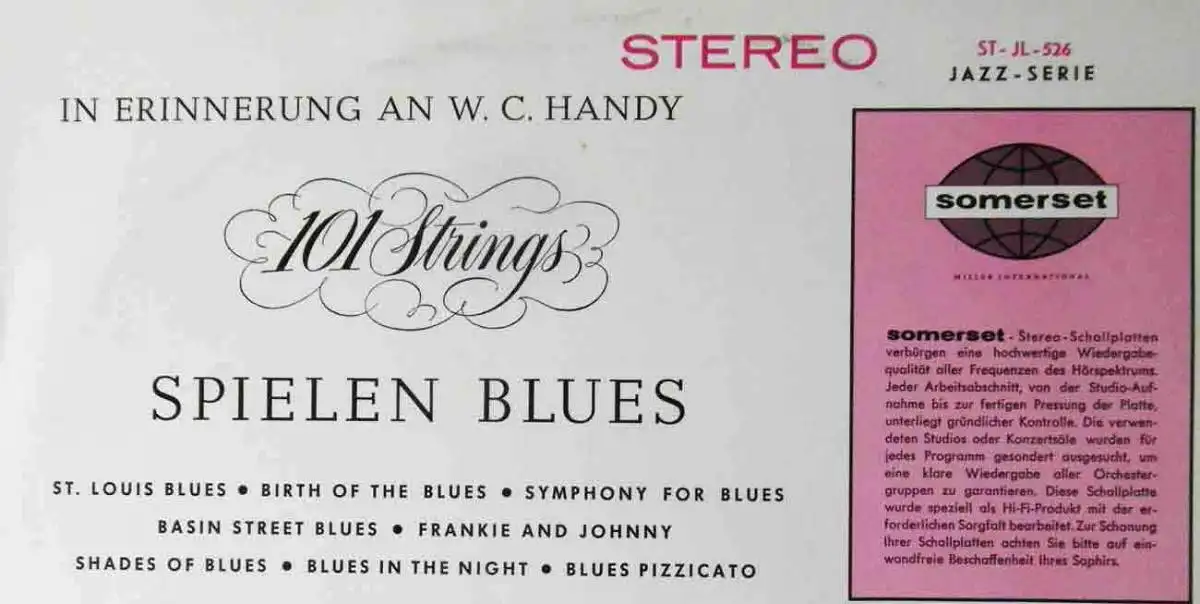 STEREO
ST-JL-526
JAZZ-SERIE
IN ERINNERUNG AN W. C. HANDY
101 Strings
SPIELEN BLUES
ST. LOUIS BLUES • BIRTH OF THE BLUES • SYMPHONY FOR BLUES
BASIN STREET BLUES • FRANKIE AND JOHNNY
SHADES OF BLUES • BLUES IN THE NIGHT • BLUES PIZZICATO
somerset
MILLER INTERNATIONAL
somerset - Stereo-Schallplatten
verbürgen eine hochwertige Wiedergabe-
qualität aller Frequenzen des Hörspektrums.
Jeder Arbeitsabschnitt, von der Studio-Auf-
nahme bis zur fertigen Pressung der Platte,
unterliegt gründlicher Kontrolle. Die verwen-
deten Studios oder Konzertsäle wurden für
jedes Programm gesondert ausgesucht, um
eine klare Wiedergabe aller Orchester-
gruppen zu garantieren. Diese Schallplatte
wurde speziell als Hi-Fi-Produkt mit der er-
forderlichen Sorgfalt bearbeitet. Zur Schonung
Ihrer Schallplatten achten Sie bitte auf ein-
wandfreie Beschaffenheit Ihres Saphirs.